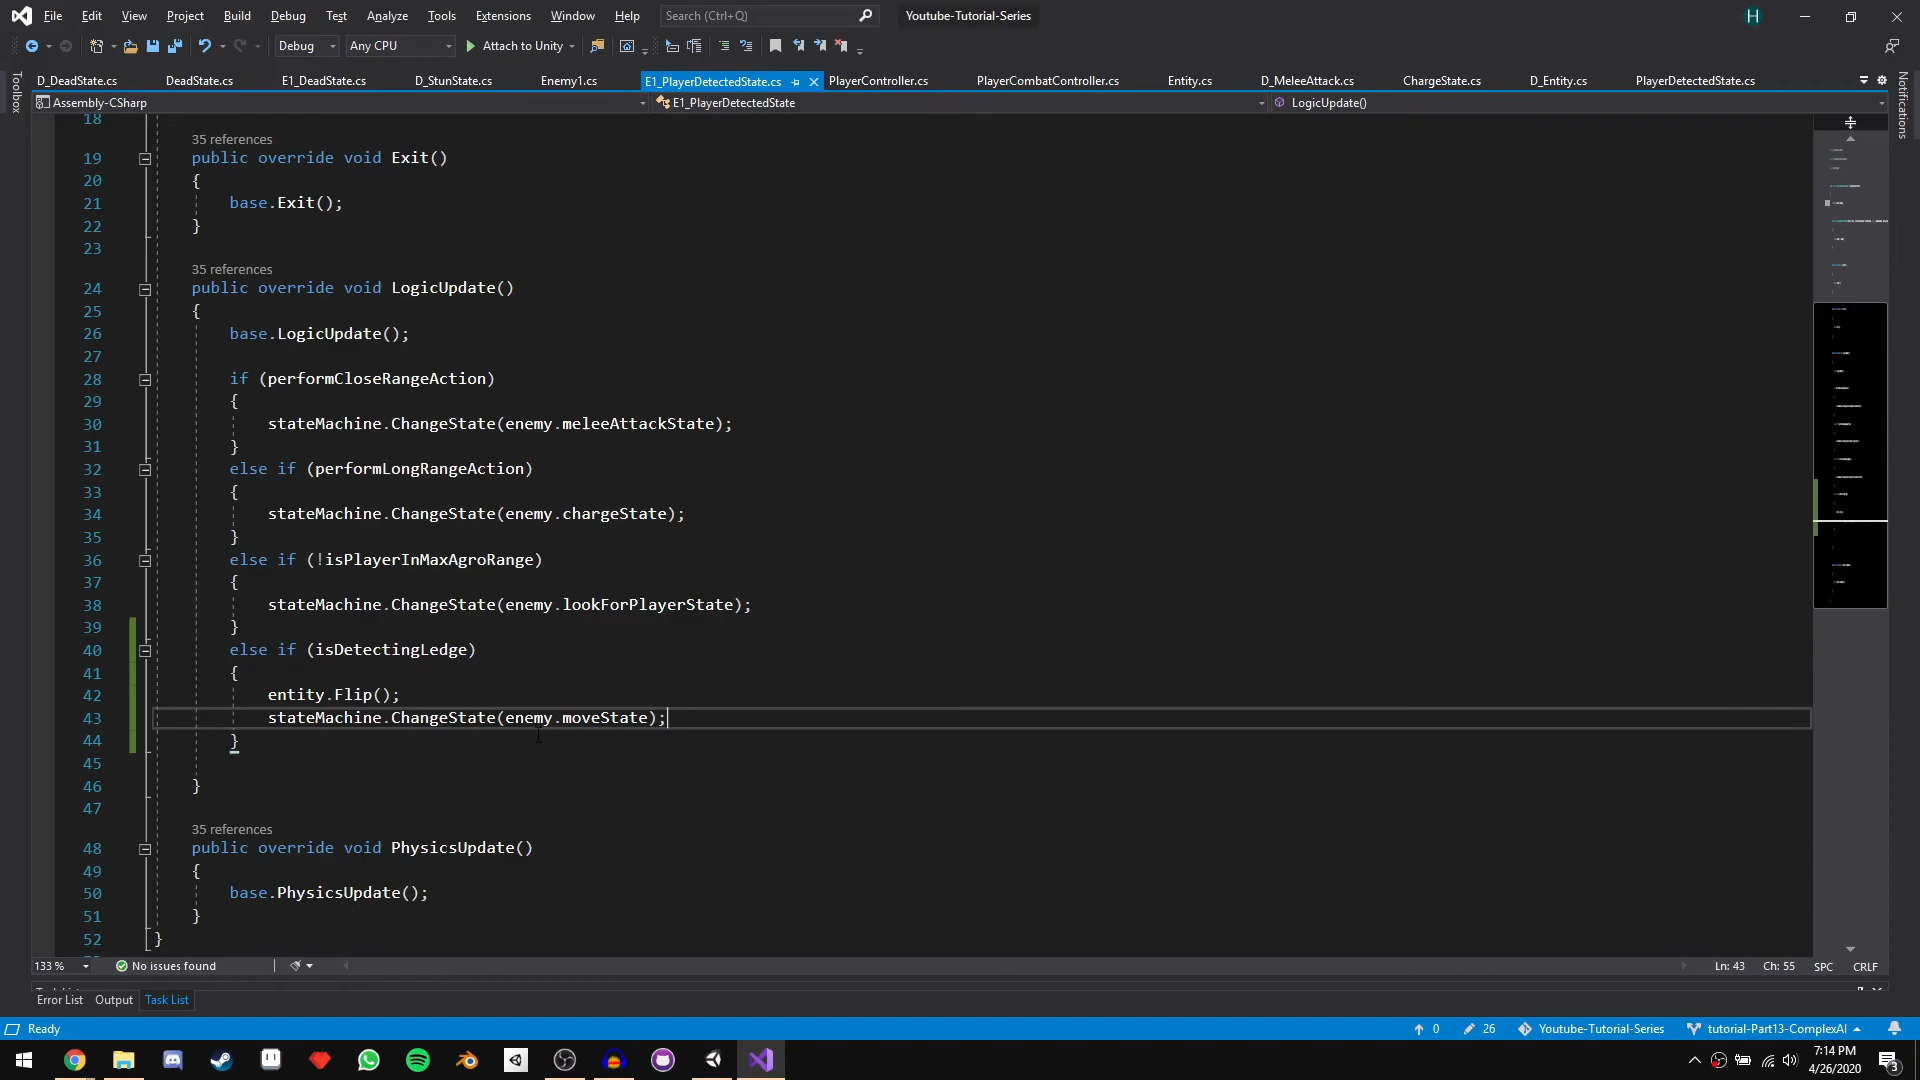 File Edit View Project Build Debug Test Analyze Tools Extensions Window Help Search (Ctrl+Q) Youtube-Tutorial-Series H
Debug Any CPU Attach to Unity
Toolbox
D_DeadState.cs DeadState.cs E1_DeadState.cs D_StunState.cs Enemy1.cs E1_PlayerDetectedState.cs PlayerController.cs PlayerCombatController.cs Entity.cs D_MeleeAttack.cs ChargeState.cs D_Entity.cs PlayerDetectedState.cs
Notifications
Assembly-CSharp E1_PlayerDetectedState LogicUpdate()
18
35 references
19 public override void Exit()
20 {
21 base.Exit();
22 }
23
35 references
24 public override void LogicUpdate()
25 {
26 base.LogicUpdate();
27
28 if (performCloseRangeAction)
29 {
30 stateMachine.ChangeState(enemy.meleeAttackState);
31 }
32 else if (performLongRangeAction)
33 {
34 stateMachine.ChangeState(enemy.chargeState);
35 }
36 else if (!isPlayerInMaxAgroRange)
37 {
38 stateMachine.ChangeState(enemy.lookForPlayerState);
39 }
40 else if (isDetectingLedge)
41 {
42 entity.Flip();
43 stateMachine.ChangeState(enemy.moveState);
44 }
45
46 }
47
35 references
48 public override void PhysicsUpdate()
49 {
50 base.PhysicsUpdate();
51 }
52 }
133 % No issues found Ln: 43 Ch: 55 SPC CRLF
Error List Output Task List
Ready 0 26 Youtube-Tutorial-Series tutorial-Part13-ComplexAI
7:14 PM
4/26/2020
3